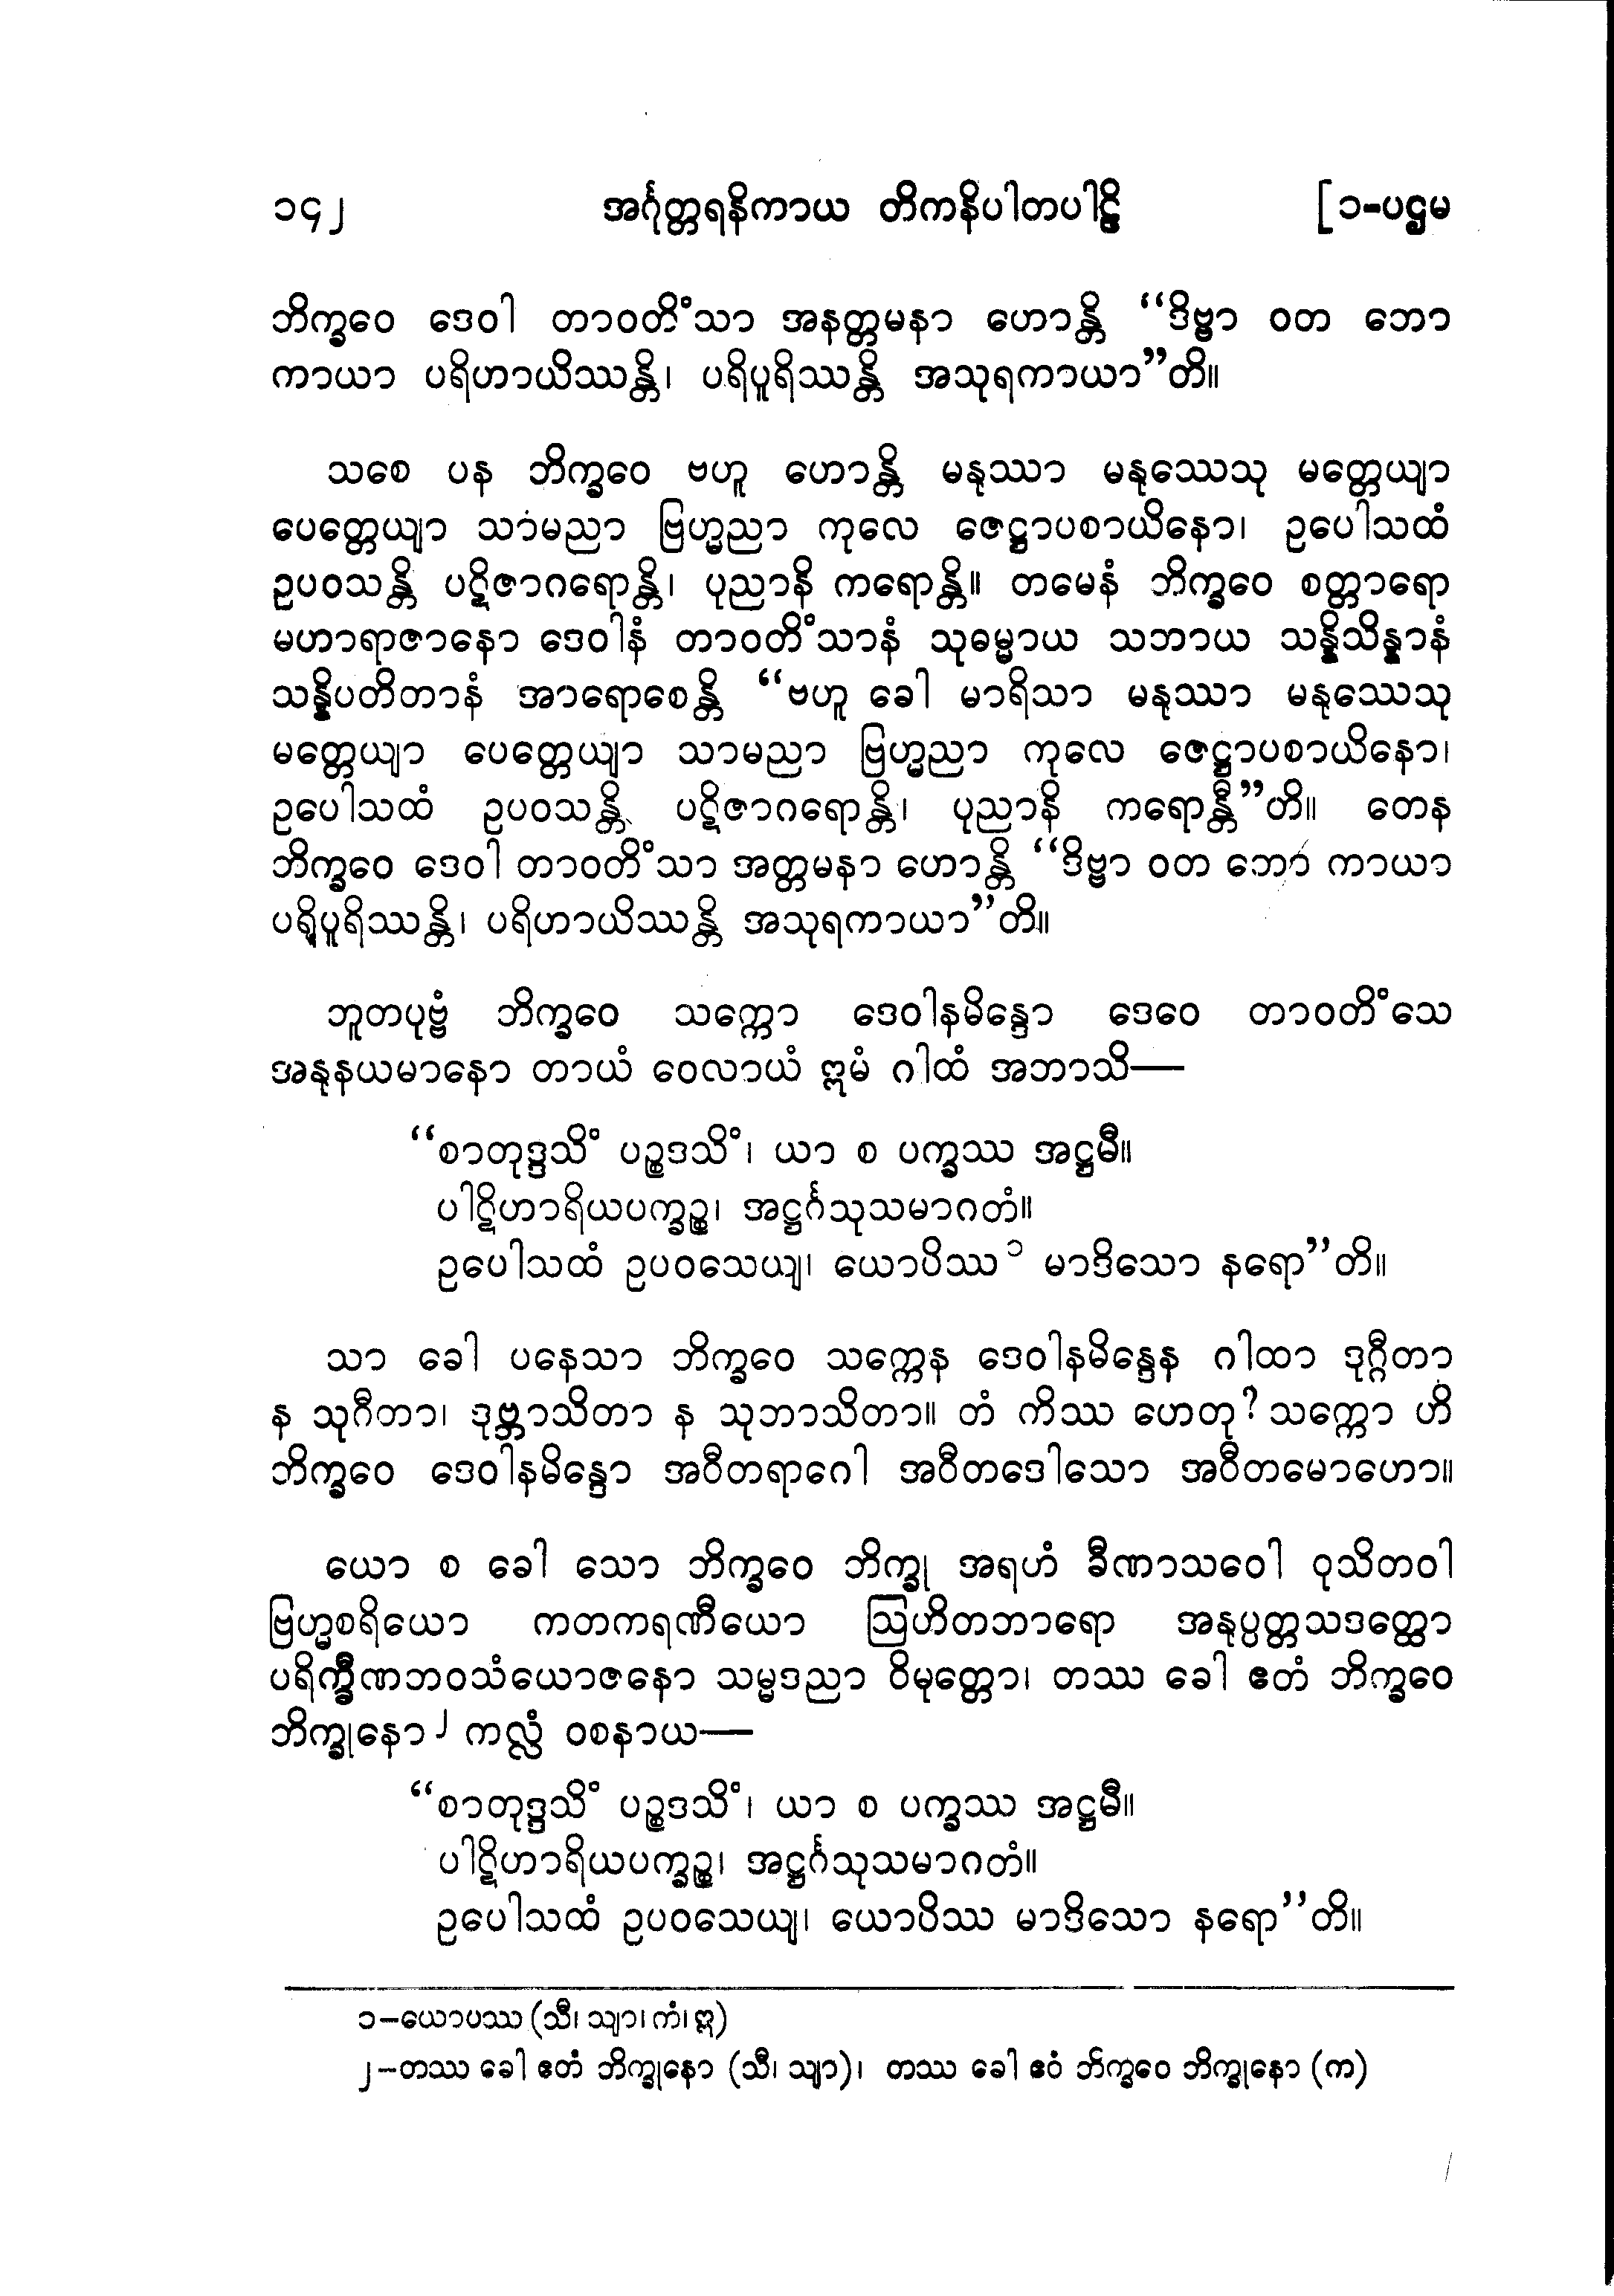 ၁၄၂ အင်္ဂုတ္တရနိကာယ တိကနိပါတပါဠိ [၁-ပဌမ
ဘိက္ခဝေ ဒေဝါ တာဝတိံသာ အနတ္တမနာ ဟောန္တိ “ဒိဗ္ဗာ ဝတ ဘော
ကာယာ ပရိဟာယိဿန္တိ၊ ပရိပူရိဿန္တိ အသုရကာယာ”တိ။
သစေ ပန ဘိက္ခဝေ ဗဟူ ဟောန္တိ မနုဿာ မနုဿေသု မတ္တေယျာ
ပေတ္တေယျာ သာမညာ ဗြဟ္မညာ ကုလေ ဇေဋ္ဌာပစာယိနော၊ ဥပေါသထံ
ဥပဝသန္တိ ပဋိဇာဂရောန္တိ၊ ပုညာနိ ကရောန္တိ။ တမေနံ ဘိက္ခဝေ စတ္တာရော
မဟာရာဇာနော ဒေဝါနံ တာဝတိံသာနံ သုဓမ္မာယ သဘာယ သန္နိသိန္နာနံ
သန္နိပတိတာနံ အာရောစေန္တိ “ဗဟူ ခေါ မာရိသာ မနုဿာ မနုဿေသု
မတ္တေယျာ ပေတ္တေယျာ သာမညာ ဗြဟ္မညာ ကုလေ ဇေဋ္ဌာပစာယိနော၊
ဥပေါသထံ ဥပဝသန္တိ ပဋိဇာဂရောန္တိ၊ ပုညာနိ ကရောန္တီ”တိ။ တေန
ဘိက္ခဝေ ဒေဝါ တာဝတိံသာ အတ္တမနာ ဟောန္တိ “ဒိဗ္ဗာ ဝတ ဘော ကာယာ
ပရိပူရိဿန္တိ၊ ပရိဟာယိဿန္တိ အသုရကာယာ”တိ။
ဘူတပုဗ္ဗံ ဘိက္ခဝေ သက္ကော ဒေဝါနမိန္ဒော ဒေဝေ တာဝတိံသေ
အနုနယမာနော တာယံ ဝေလာယံ ဣမံ ဂါထံ အဘာသိ—
“စာတုဒ္ဒသိံ ပဉ္စဒသိံ၊ ယာ စ ပက္ခဿ အဋ္ဌမီ။
ပါဋိဟာရိယပက္ခဉ္စ၊ အဋ္ဌင်္ဂသုသမာဂတံ။
ဥပေါသထံ ဥပဝသေယျ၊ ယောပိဿ ၁ မာဒိသော နရော”တိ။
သာ ခေါ ပနေသာ ဘိက္ခဝေ သက္ကေန ဒေဝါနမိန္ဒေန ဂါထာ ဒုဂ္ဂီတာ
န သုဂီတာ၊ ဒုဗ္ဘာသိတာ န သုဘာသိတာ။ တံ ကိဿ ဟေတု? သက္ကော ဟိ
ဘိက္ခဝေ ဒေဝါနမိန္ဒော အဝီတရာဂေါ အဝီတဒေါသော အဝီတမောဟော။
ယော စ ခေါ သော ဘိက္ခဝေ ဘိက္ခု အရဟံ ခီဏာသဝေါ ဝုသိတဝါ
ဗြဟ္မစရိယော ကတကရဏီယော ဩဟိတဘာရော အနုပ္ပတ္တသဒတ္ထော
ပရိက္ခီဏဘဝသံယောဇနော သမ္မဒညာ ဝိမုတ္တော၊ တဿ ခေါ ဧတံ ဘိက္ခဝေ
ဘိက္ခုနော၂ ကလ္လံ ဝစနာယ—
“စာတုဒ္ဒသိံ ပဉ္စဒသိံ၊ ယာ စ ပက္ခဿ အဋ္ဌမီ။
ပါဋိဟာရိယပက္ခဉ္စ၊ အဋ္ဌင်္ဂသုသမာဂတံ။
ဥပေါသထံ ဥပဝသေယျ၊ ယောပိဿ မာဒိသော နရော”တိ။
၁-ယောပဿ (သီ၊ သျာ၊ ကံ၊ ဣ)
၂-တဿ ခေါ ဧတံ ဘိက္ခုနော (သီ၊ သျာ)၊ တဿ ခေါ ဧဝံ ဘိက္ခဝေ ဘိက္ခုနော (က)